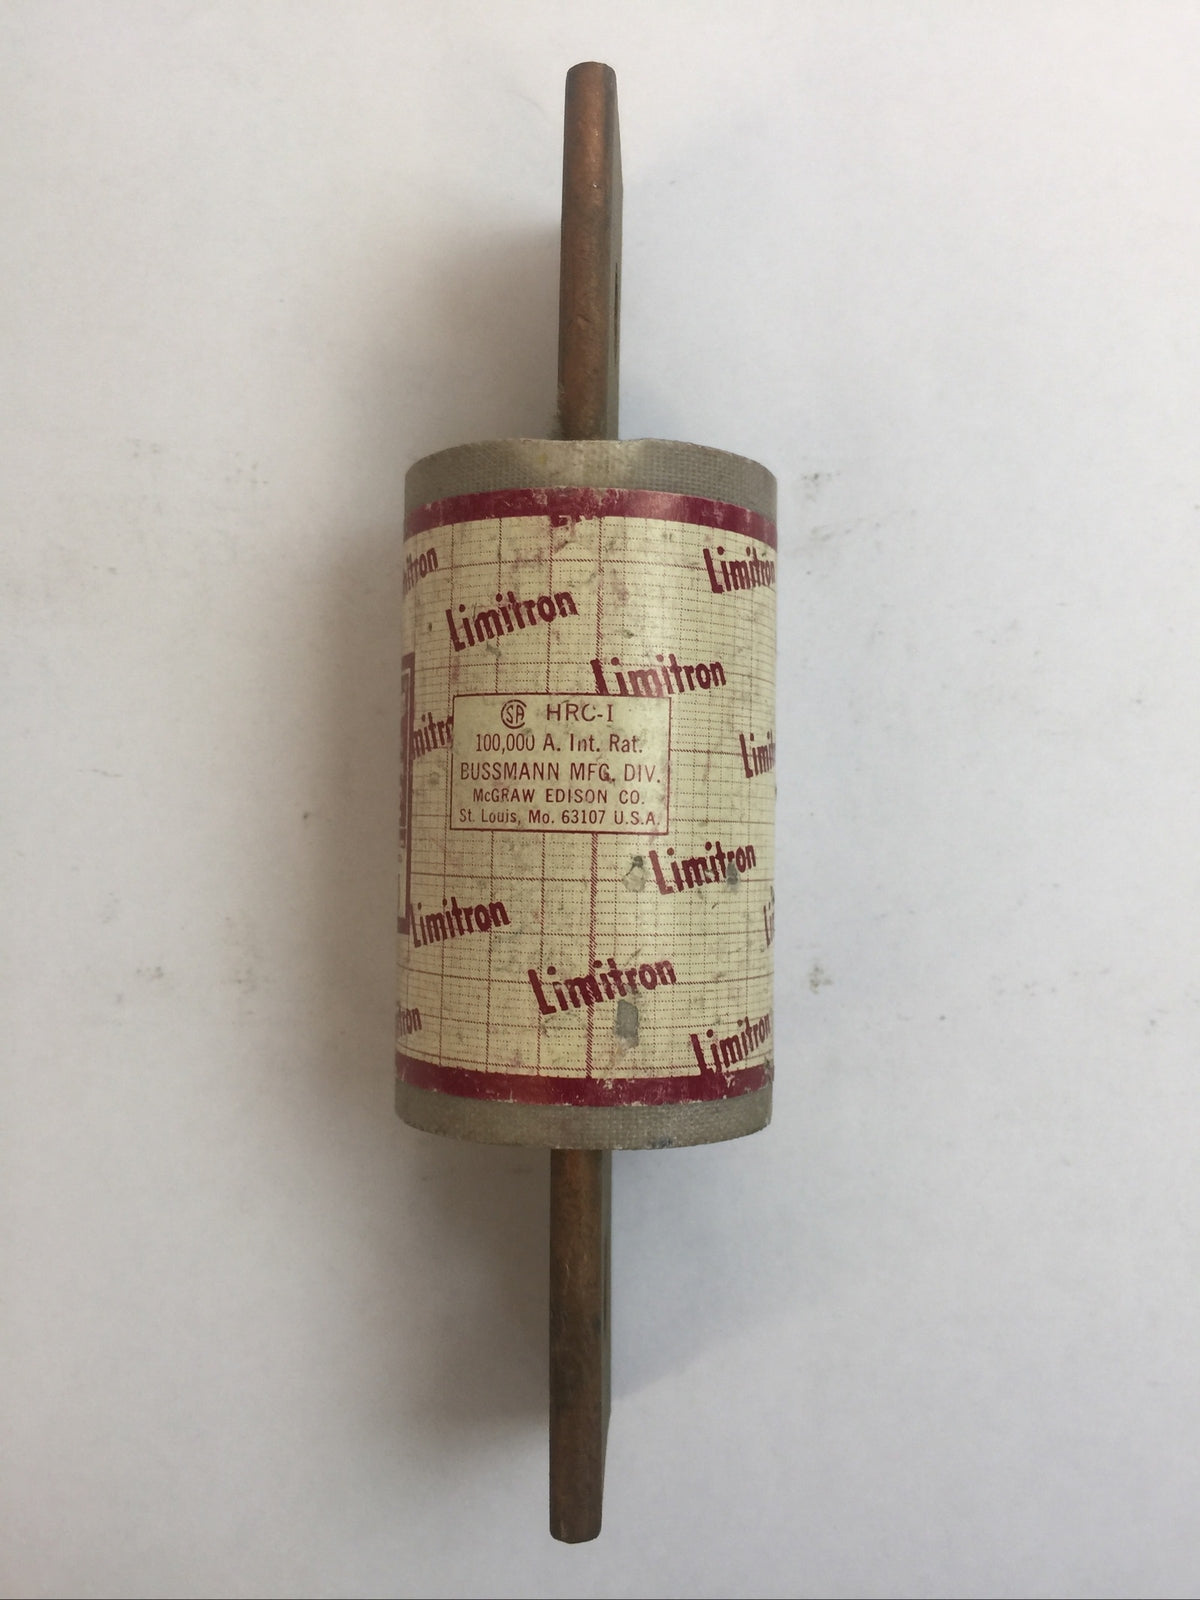 Limitron
Limitron
Limitron
CSA HRC-I
100,000 A. Int. Rat.
BUSSMANN MFG. DIV.
McGRAW EDISON CO.
St. Louis, Mo. 63107 U.S.A.
Limitron
Limitron
Limitron
Limitron